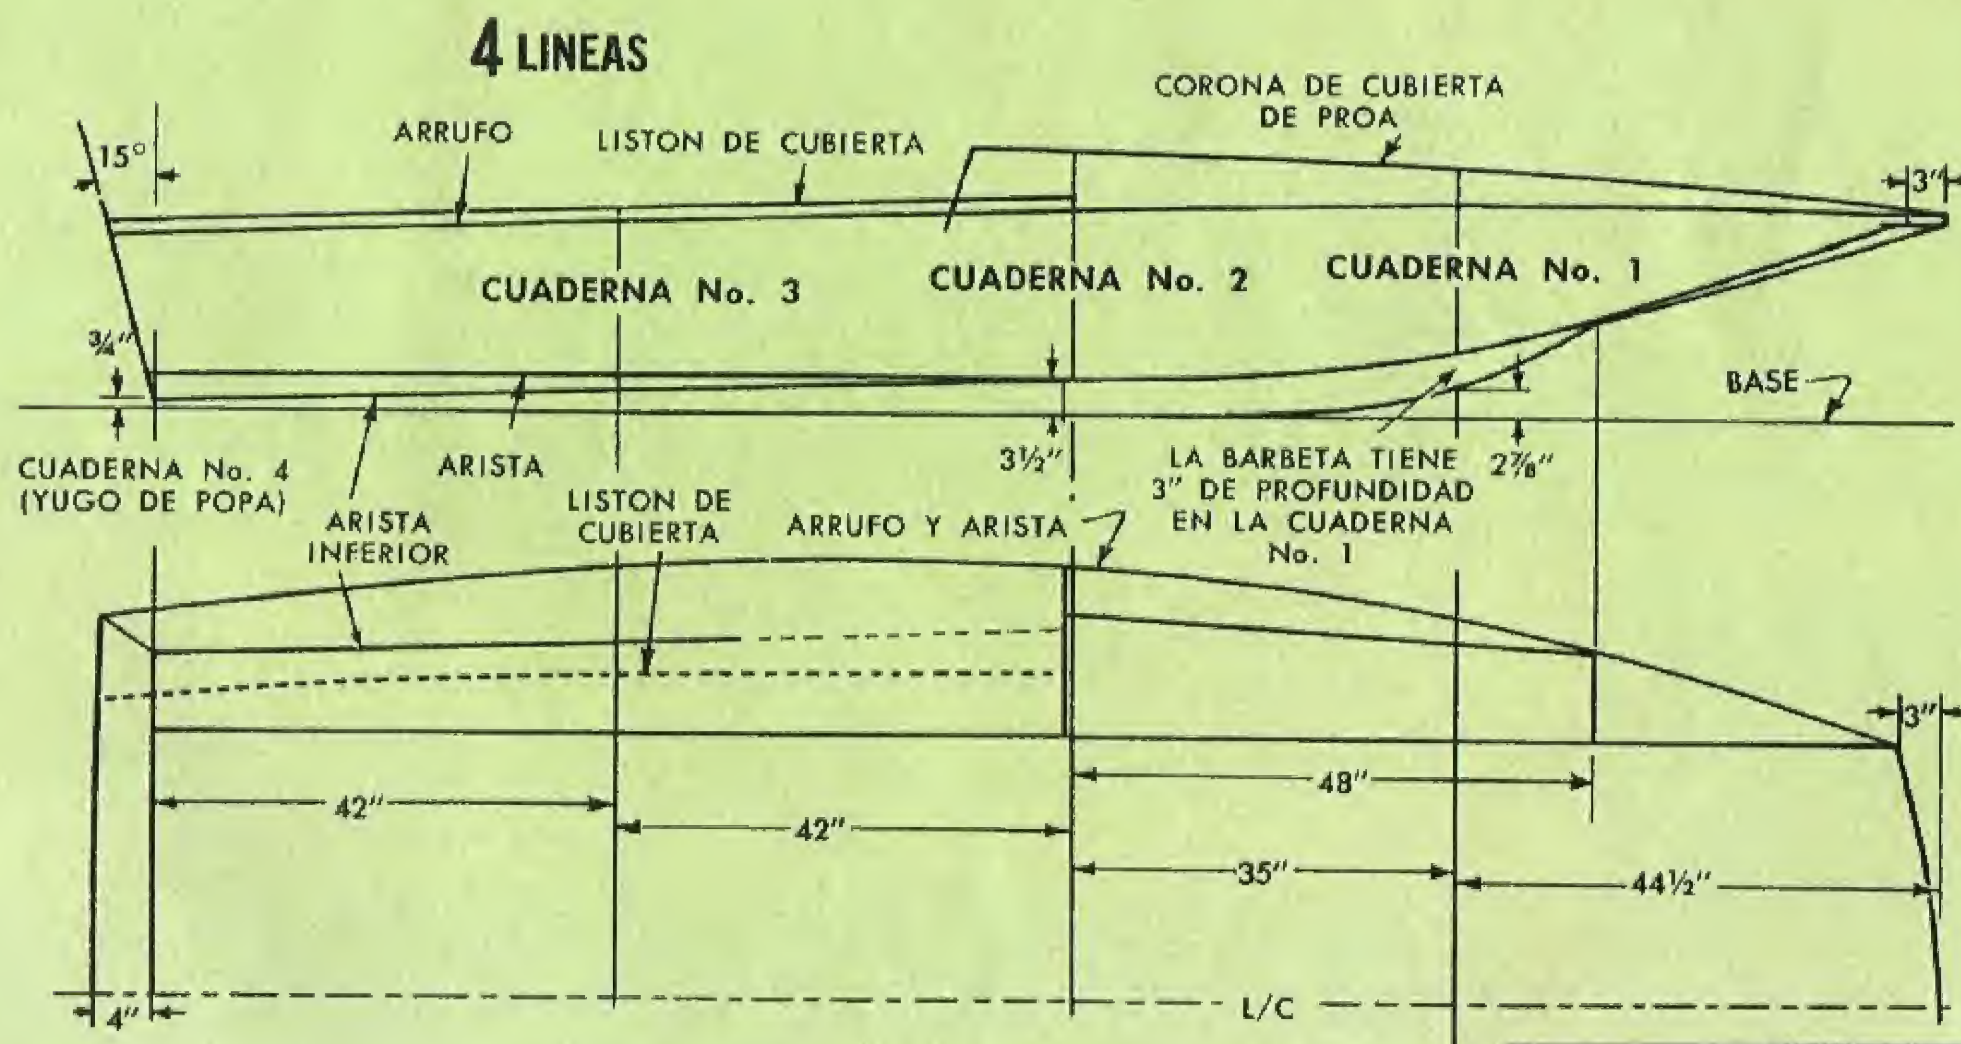 4 LINEAS
CORONA DE CUBIERTA
DE PROA
ARRUFO
LISTON DE CUBIERTA
15°
3"
CUADERNA No. 3
CUADERNA No. 2
CUADERNA No. 1
¾"
BASE
CUADERNA No. 4
(YUGO DE POPA)
ARISTA
3½"
LA BARBETA TIENE
3" DE PROFUNDIDAD
EN LA CUADERNA
No. 1
2⅞"
ARISTA
INFERIOR
LISTON DE
CUBIERTA
ARRUFO Y ARISTA
3"
48"
42"
42"
35"
44½"
4"
L/C